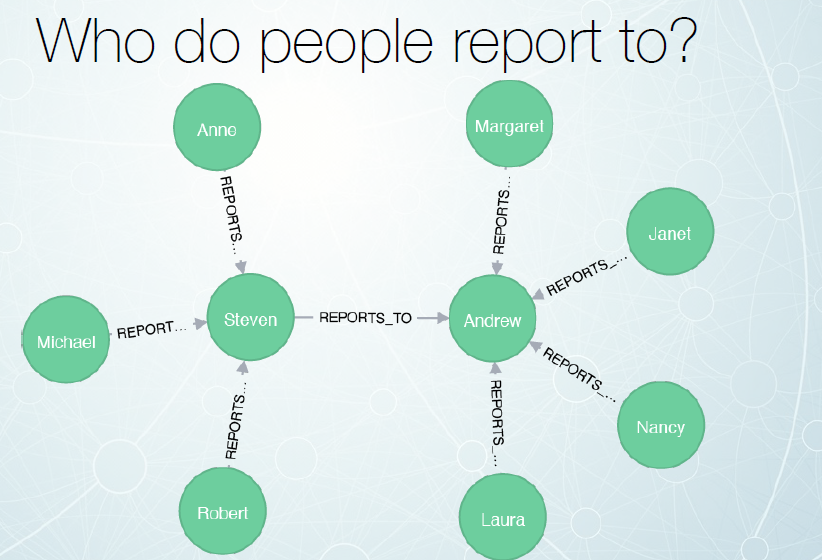 Who do people report to?
Anne
Margaret
REPORTS...
REPORTS...
Janet
REPORTS_...
Steven
REPORTS_TO
Andrew
Michael
REPORT...
REPORTS_...
REPORTS...
REPORTS_...
Nancy
Robert
Laura